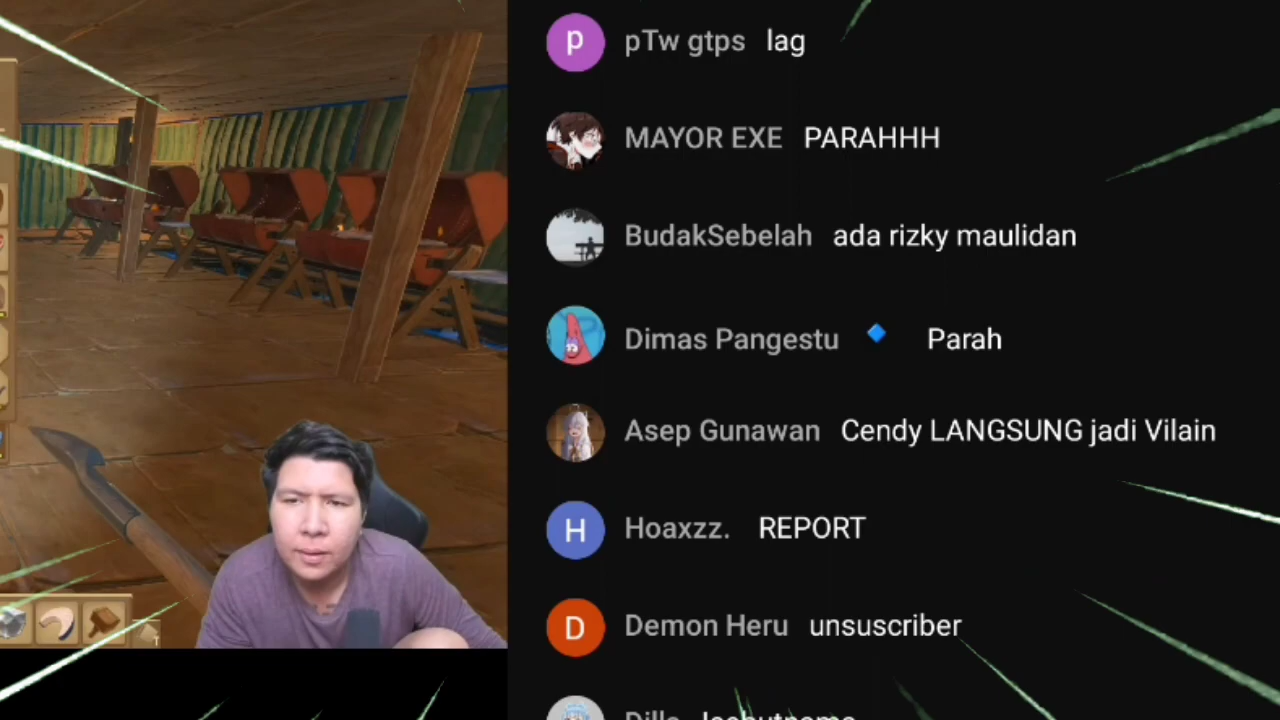 p pTw gtps lag
MAYOR EXE PARAHHH
BudakSebelah ada rizky maulidan
Dimas Pangestu Parah
Asep Gunawan Cendy LANGSUNG jadi Vilain
H Hoaxzz. REPORT
D Demon Heru unsuscriber
T